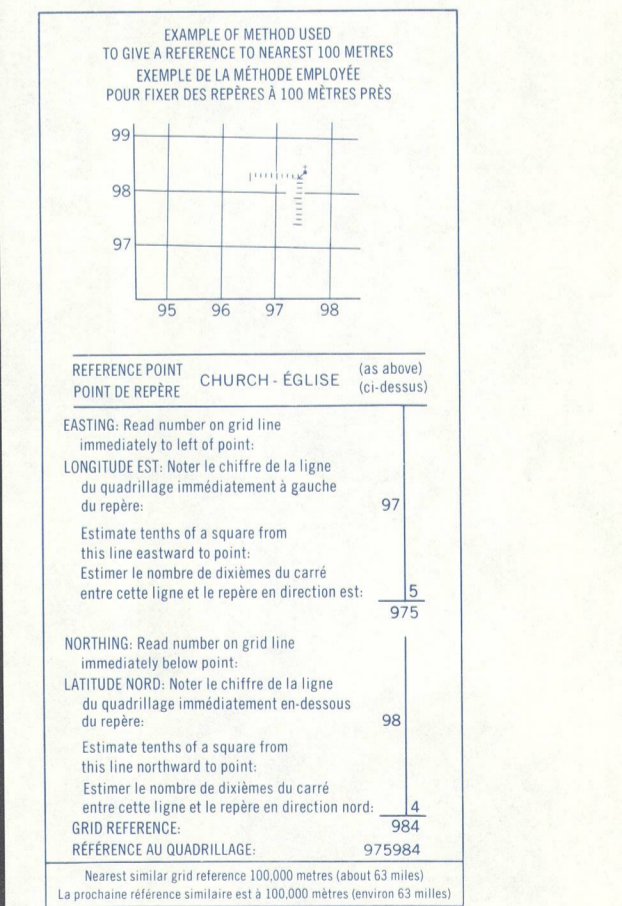 EXAMPLE OF METHOD USED
TO GIVE A REFERENCE TO NEAREST 100 METRES
EXEMPLE DE LA MÉTHODE EMPLOYÉE
POUR FIXER DES REPÈRES À 100 MÈTRES PRÈS
99
98
97
95 96 97 98
REFERENCE POINT
POINT DE REPÈRE
CHURCH - ÉGLISE
(as above)
(ci-dessus)
EASTING: Read number on grid line
immediately to left of point:
LONGITUDE EST: Noter le chiffre de la ligne
du quadrillage immédiatement à gauche
du repère: 97
Estimate tenths of a square from
this line eastward to point:
Estimer le nombre de dixièmes du carré
entre cette ligne et le repère en direction est: 5
975
NORTHING: Read number on grid line
immediately below point:
LATITUDE NORD: Noter le chiffre de la ligne
du quadrillage immédiatement en-dessous
du repère: 98
Estimate tenths of a square from
this line northward to point:
Estimer le nombre de dixièmes du carré
entre cette ligne et le repère en direction nord: 4
GRID REFERENCE: 984
RÉFÉRENCE AU QUADRILLAGE: 975984
Nearest similar grid reference 100,000 metres (about 63 miles)
La prochaine référence similaire est à 100,000 mètres (environ 63 milles)